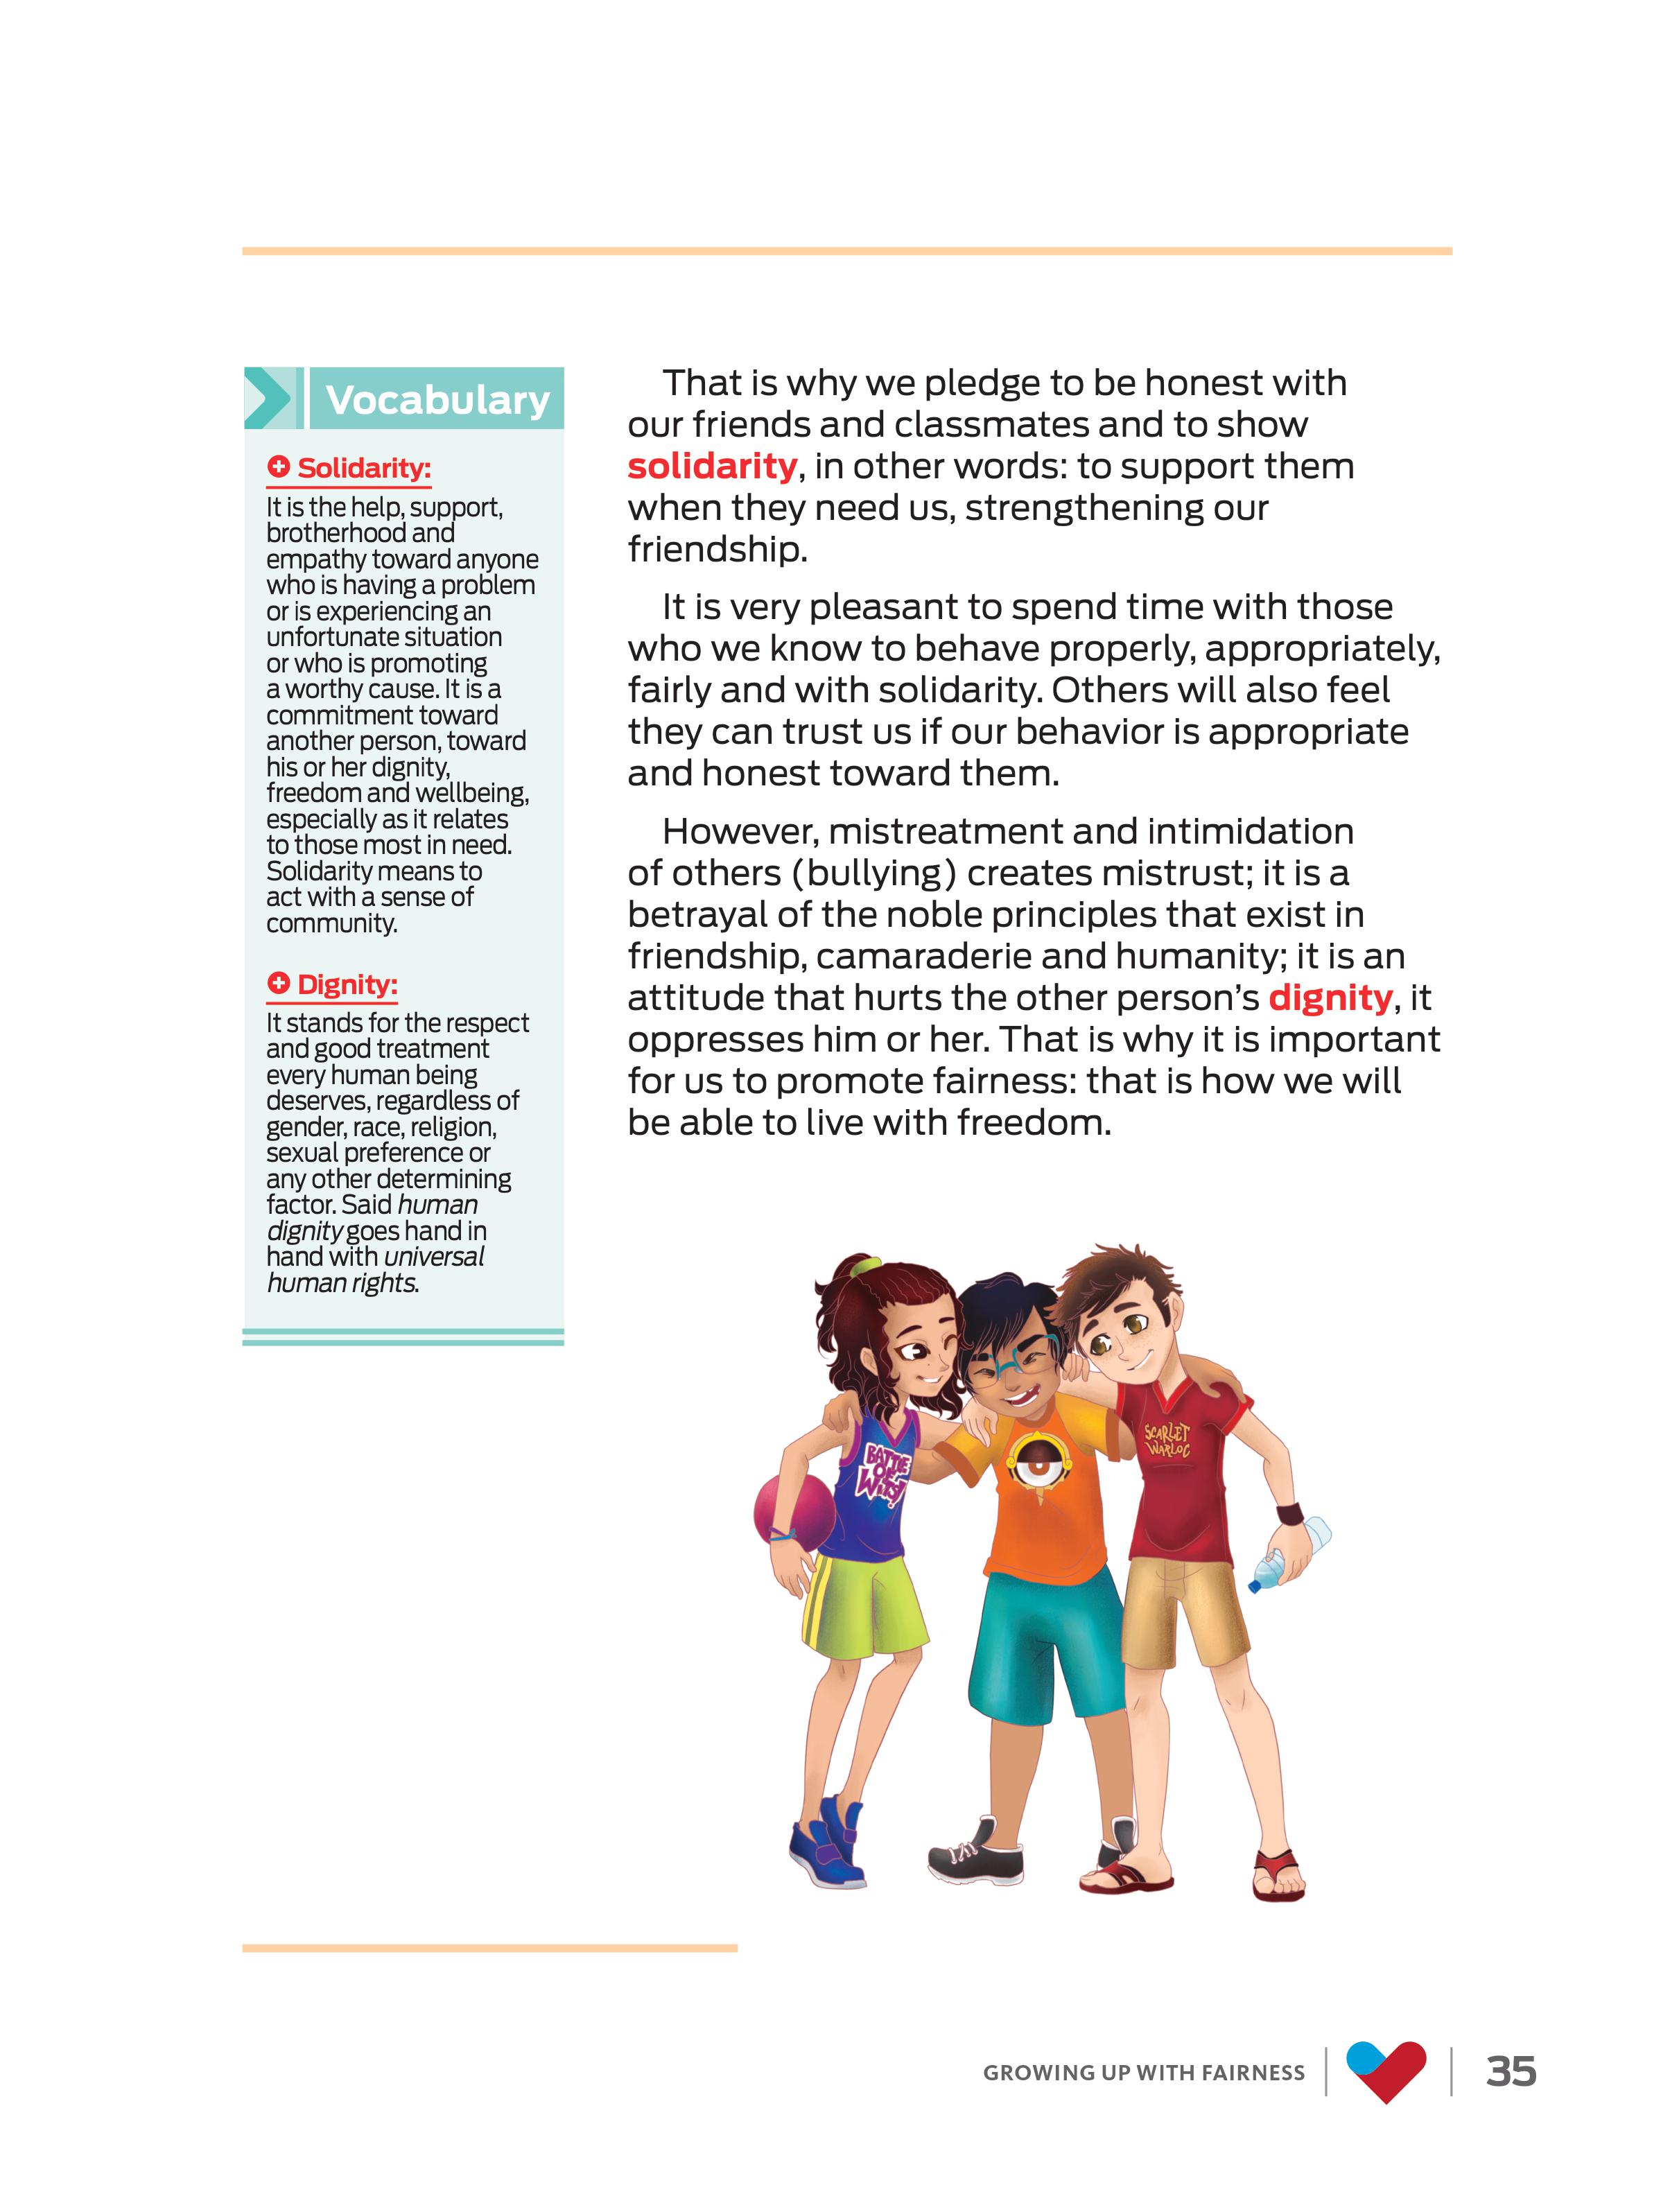 Vocabulary
Solidarity:
It is the help, support,
brotherhood and
empathy toward anyone
who is having a problem
or is experiencing an
unfortunate situation
or who is promoting
a worthy cause. It is a
commitment toward
another person, toward
his or her dignity,
freedom and wellbeing,
especially as it relates
to those most in need.
Solidarity means to
act with a sense of
community.
Dignity:
It stands for the respect
and good treatment
every human being
deserves, regardless of
gender, race, religion,
sexual preference or
any other determining
factor. Said human
dignity goes hand in
hand with universal
human rights.
That is why we pledge to be honest with
our friends and classmates and to show
solidarity, in other words: to support them
when they need us, strengthening our
friendship.
It is very pleasant to spend time with those
who we know to behave properly, appropriately,
fairly and with solidarity. Others will also feel
they can trust us if our behavior is appropriate
and honest toward them.
However, mistreatment and intimidation
of others (bullying) creates mistrust; it is a
betrayal of the noble principles that exist in
friendship, camaraderie and humanity; it is an
attitude that hurts the other person's dignity, it
oppresses him or her. That is why it is important
for us to promote fairness: that is how we will
be able to live with freedom.
BATTLE
OF
WITS!
SCARLET
WARLOC
GROWING UP WITH FAIRNESS
35